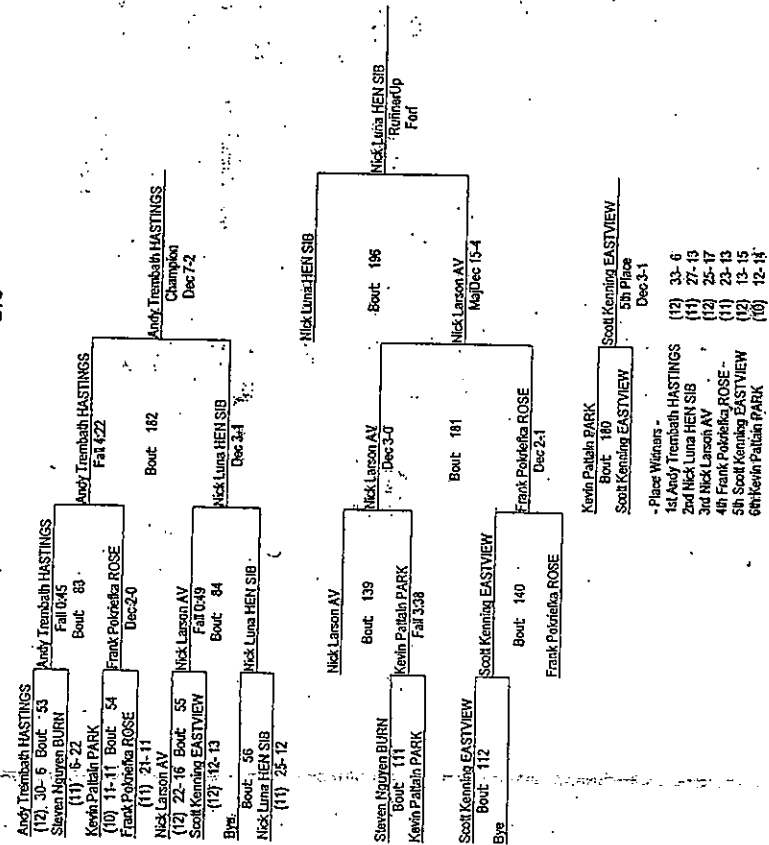 Andy Trembath HASTINGS
(12) 30- 6 Bout: 53
Steven Nguyen BURN
(11) 6-22
Kevin Pattain PARK
(10) 11-11 Bout: 54
Frank Pokriefka ROSE
(11) 21-11
Nick Larson AV
(12) 22-16 Bout: 55
Scott Kenning EASTVIEW
(12) 12-13
Bye
Bout: 56
Nick Luna HEN SIB
(11) 25-12
Andy Trembath HASTINGS
Fall 0:45
Bout: 83
Frank Pokriefka ROSE
Dec 2-0
Nick Larson AV
Fall 0:49
Bout: 84
Nick Luna HEN SIB
Andy Trembath HASTINGS
Fall 4:22
Bout: 182
Nick Luna HEN SIB
Dec 3-1
Andy Trembath HASTINGS
Champion
Dec 7-2
Steven Nguyen BURN
Bout: 111
Kevin Pattain PARK
Scott Kenning EASTVIEW
Bout: 112
Bye
Nick Larson AV
Bout: 139
Kevin Pattain PARK
Fall 3:38
Scott Kenning EASTVIEW
Bout: 140
Frank Pokriefka ROSE
Nick Larson AV
Dec 3-0
Bout: 181
Frank Pokriefka ROSE
Dec 2-1
Nick Luna HEN SIB
Bout: 196
Nick Larson AV
MajDec 15-4
Nick Luna HEN SIB
RunnerUp
Forf
Kevin Pattain PARK
Bout: 180
Scott Kenning EASTVIEW
Scott Kenning EASTVIEW
5th Place
Dec 3-1
- Place Winners -
1st Andy Trembath HASTINGS (12) 33- 6
2nd Nick Luna HEN SIB (11) 27-13
3rd Nick Larson AV (12) 25-17
4th Frank Pokriefka ROSE (11) 23-13
5th Scott Kenning EASTVIEW (12) 13-15
6th Kevin Pattain PARK (10) 12-14